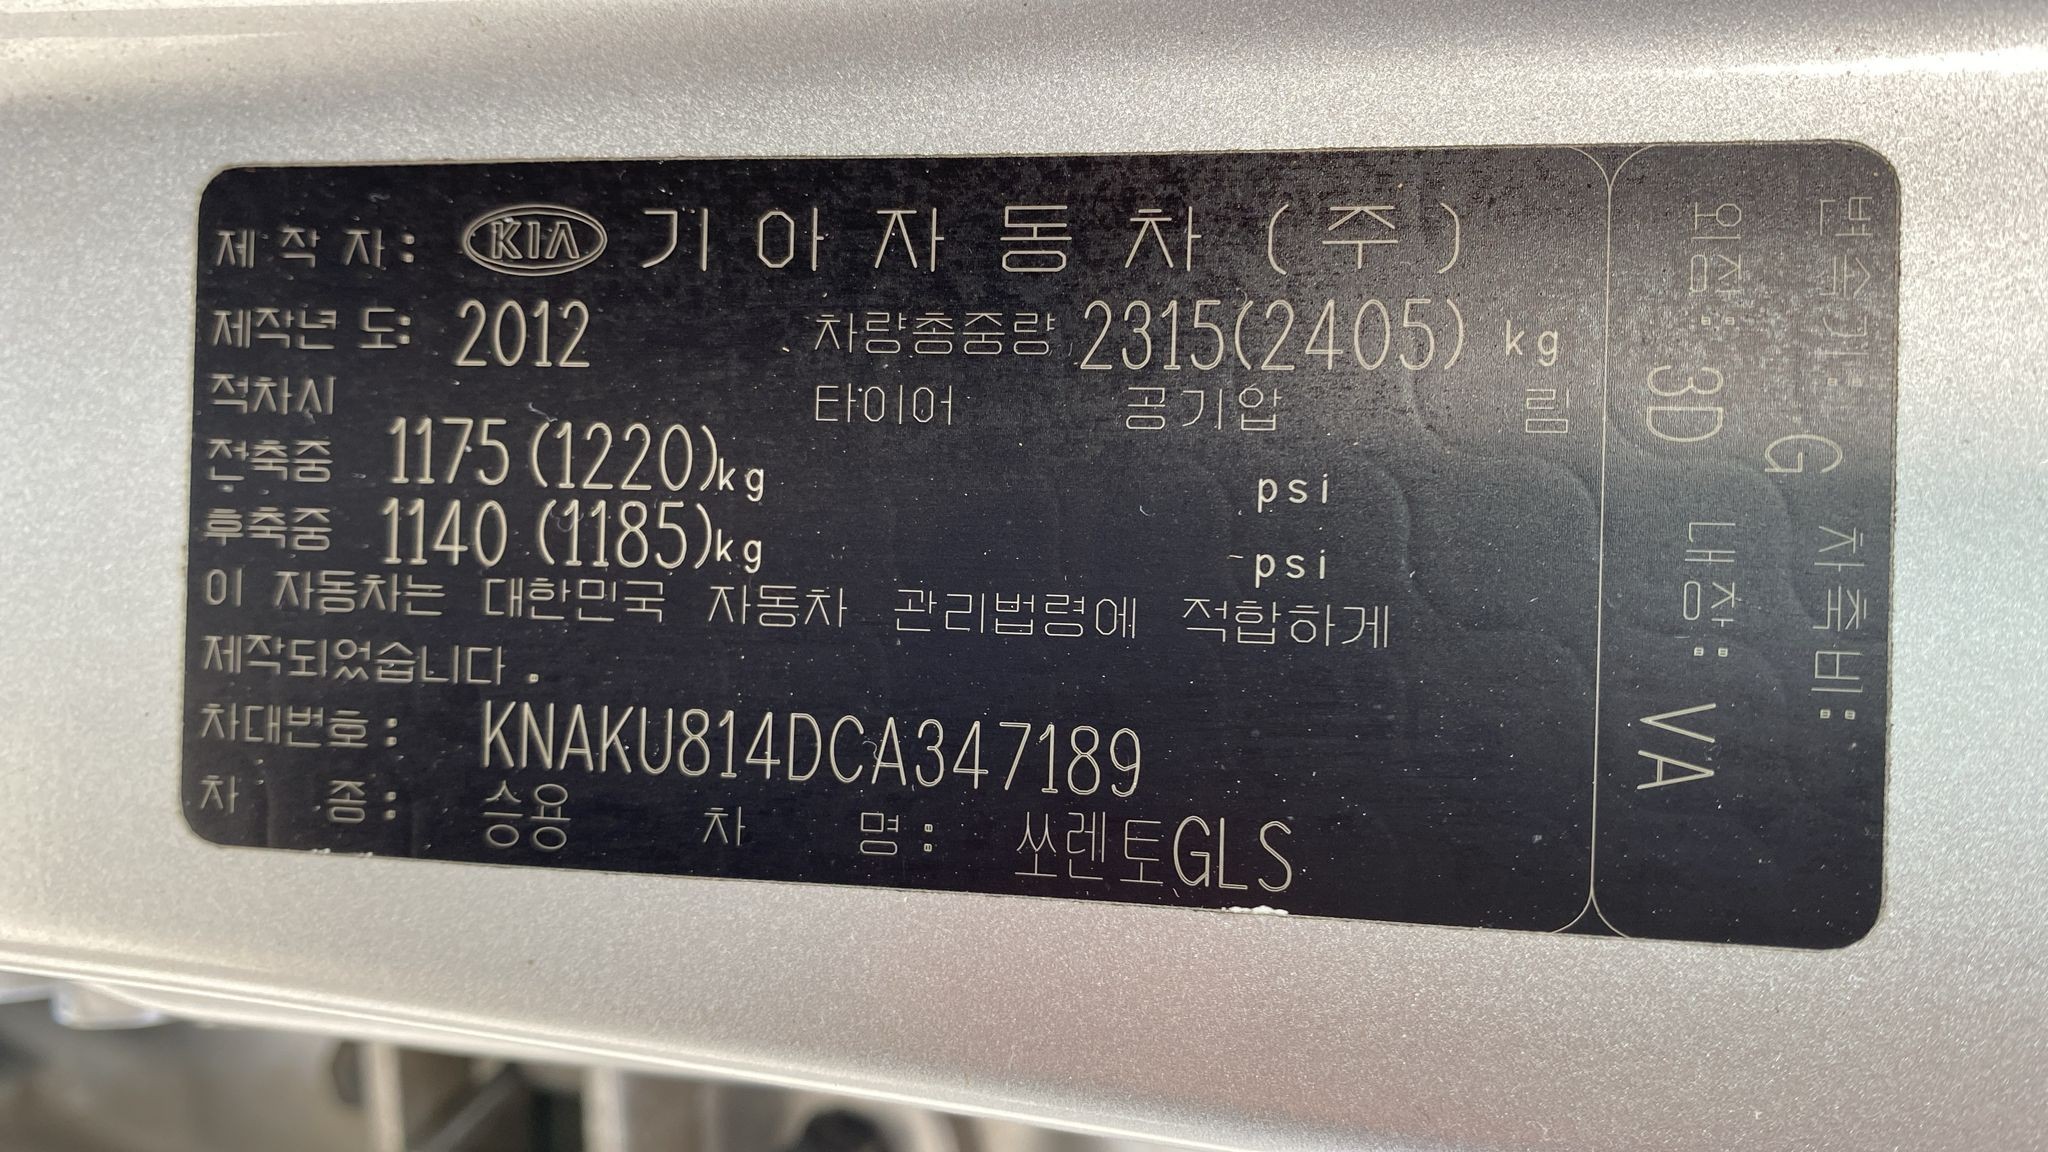 제 작 자: KIA 기 아 자 동 차 (주)
제작년 도: 2012 차량총중량 2315(2405) kg
적차시 타이어 공기압 림
전축중 1175 (1220)kg psi
후축중 1140 (1185)kg psi
이 자동차는 대한민국 자동차 관리법령에 적합하게
제작되었습니다.
차대번호: KNAKU814DCA347189
차 종: 승용 차 명: 쏘렌토GLS
변속기: G 차축비:
외장: 3D 내장: VA